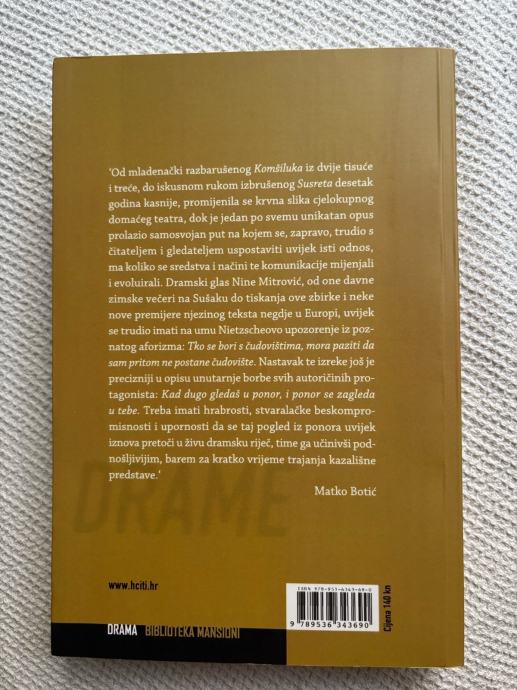 'Od mladenački razbarušenog Komšiluka iz dvije tisuće
i treće, do iskusnom rukom izbrušenog Susreta desetak
godina kasnije, promijenila se krvna slika cjelokupnog
domaćeg teatra, dok je jedan po svemu unikatan opus
prolazio samosvojan put na kojem se, zapravo, trudio s
čitateljem i gledateljem uspostaviti uvijek isti odnos,
ma koliko se sredstva i načini te komunikacije mijenjali
i evoluirali. Dramski glas Nine Mitrović, od one davne
zimske večeri na Sušaku do tiskanja ove zbirke i neke
nove premijere njezinog teksta negdje u Europi, uvijek
se trudio imati na umu Nietzscheovo upozorenje iz poz-
natog aforizma: Tko se bori s čudovištima, mora paziti da
sam pritom ne postane čudovište. Nastavak te izreke još je
precizniji u opisu unutarnje borbe svih autoričinih pro-
tagonista: Kad dugo gledaš u ponor, i ponor se zagleda
u tebe. Treba imati hrabrosti, stvaralačke beskompro-
misnosti i upornosti da se taj pogled iz ponora uvijek
iznova pretoči u živu dramsku riječ, time ga učinivši pod-
nošljivijim, barem za kratko vrijeme trajanja kazališne
predstave.'
Matko Botić
DRAME
www.hciti.hr
ISBN 978-953-6343-69-0
9 789536 343690
Cijena 140 kn
DRAMA BIBLIOTEKA MANSIONI